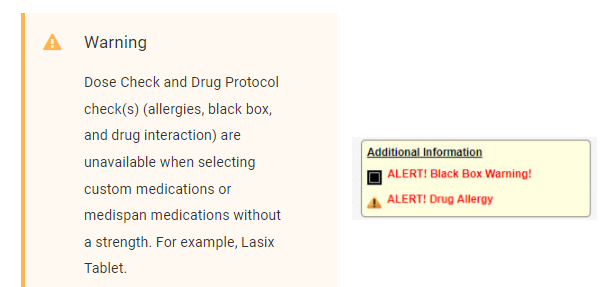 Warning
Dose Check and Drug Protocol
check(s) (allergies, black box,
and drug interaction) are
unavailable when selecting
custom medications or
medispan medications without
a strength. For example, Lasix
Tablet.
Additional Information
ALERT! Black Box Warning!
ALERT! Drug Allergy